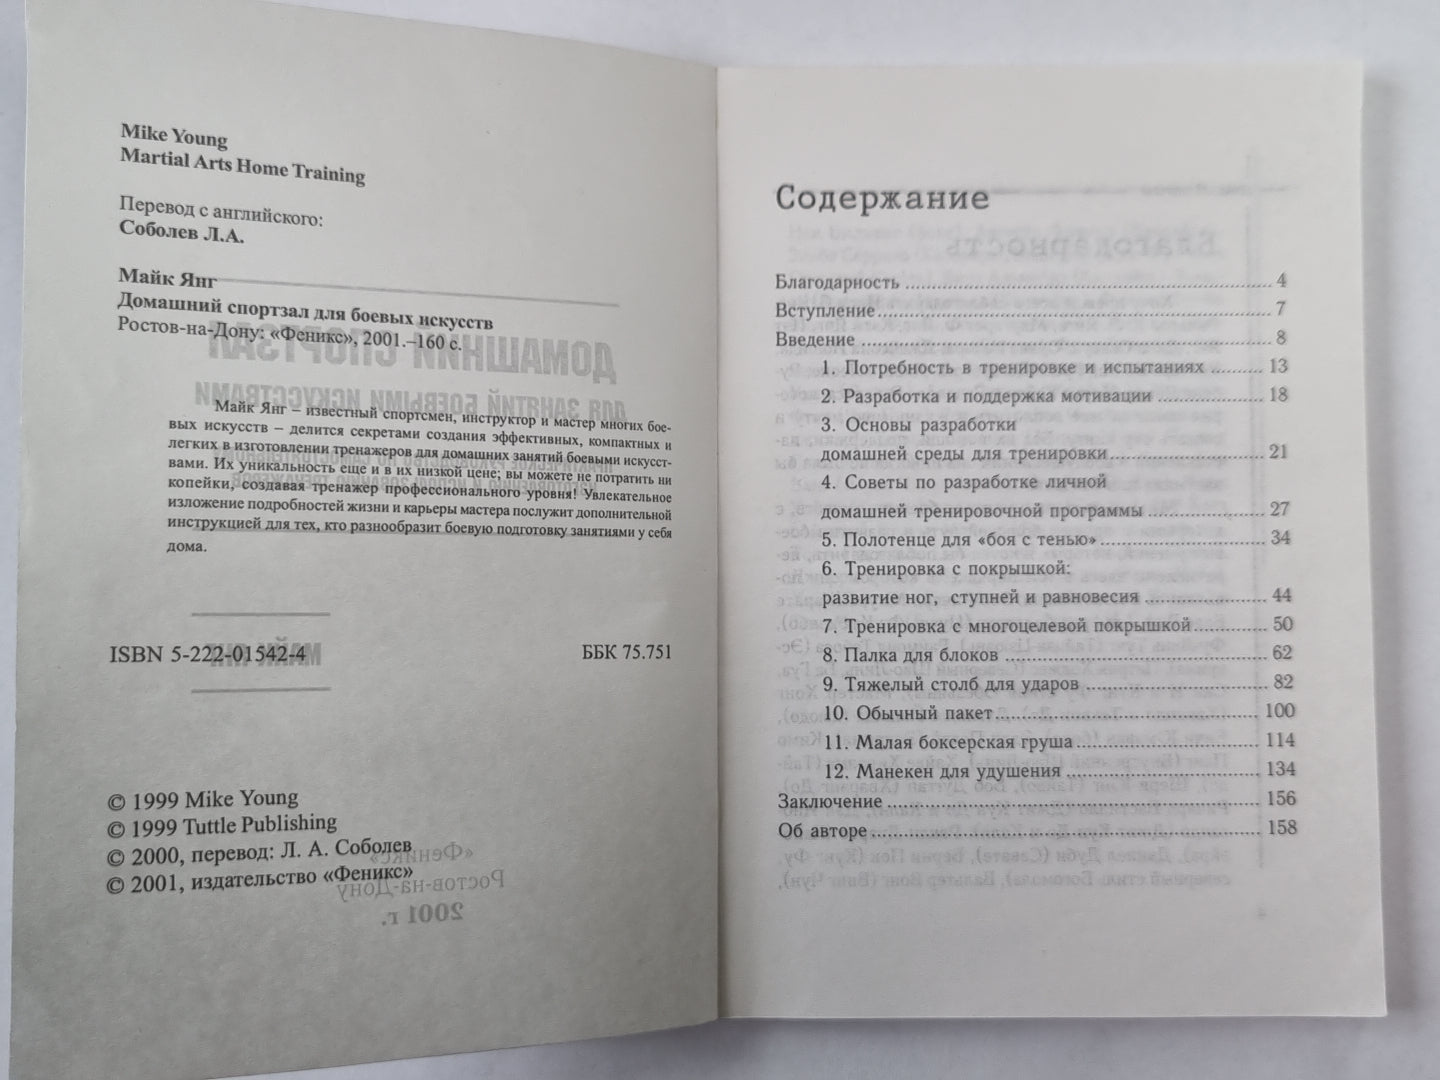 Mike Young
Martial Arts Home Training
Перевод с английского:
Соболев Л.А.
Майк Янг
Домашний спортзал для боевых искусств
Ростов-на-Дону: «Феникс», 2001.–160 с.
Майк Янг – известный спортсмен, инструктор и мастер многих бое-
вых искусств – делится секретами создания эффективных, компактных и
легких в изготовлении тренажеров для домашних занятий боевыми искусст-
вами. Их уникальность еще и в их низкой цене; вы можете не потратить ни
копейки, создавая тренажер профессионального уровня! Увлекательное
изложение подробностей жизни и карьеры мастера послужит дополнительной
инструкцией для тех, кто разнообразит боевую подготовку занятиями у себя
дома.
ISBN 5-222-01542-4
ББК 75.751
© 1999 Mike Young
© 1999 Tuttle Publishing
© 2000, перевод: Л. А. Соболев
© 2001, издательство «Феникс»
Содержание
Благодарность 4
Вступление 7
Введение 8
1. Потребность в тренировке и испытаниях 13
2. Разработка и поддержка мотивации 18
3. Основы разработки
домашней среды для тренировки 21
4. Советы по разработке личной
домашней тренировочной программы 27
5. Полотенце для «боя с тенью» 34
6. Тренировка с покрышкой:
развитие ног, ступней и равновесия 44
7. Тренировка с многоцелевой покрышкой 50
8. Палка для блоков 62
9. Тяжелый столб для ударов 82
10. Обычный пакет 100
11. Малая боксерская груша 114
12. Манекен для удушения 134
Заключение 156
Об авторе 158